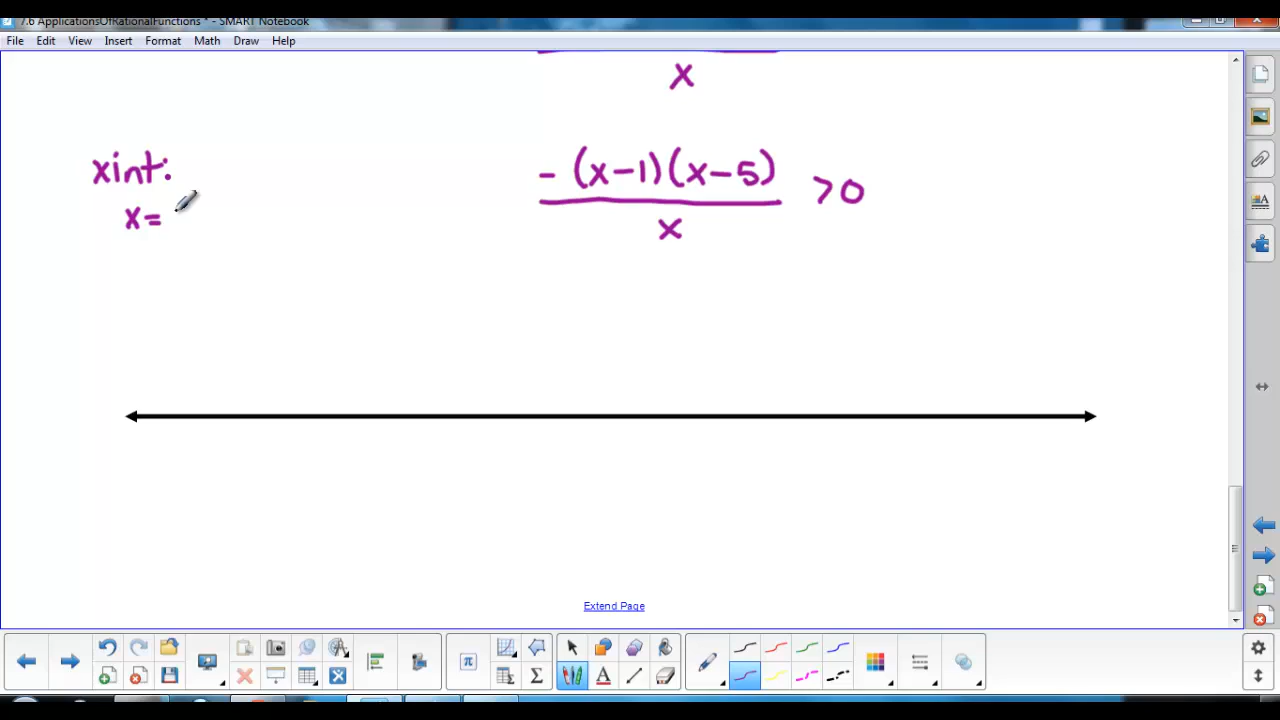 7.6 ApplicationsOfRationalFunctions * - SMART Notebook
File Edit View Insert Format Math Draw Help
x
xint:
x=
- (x-1)(x-5)
x
>0
Extend Page